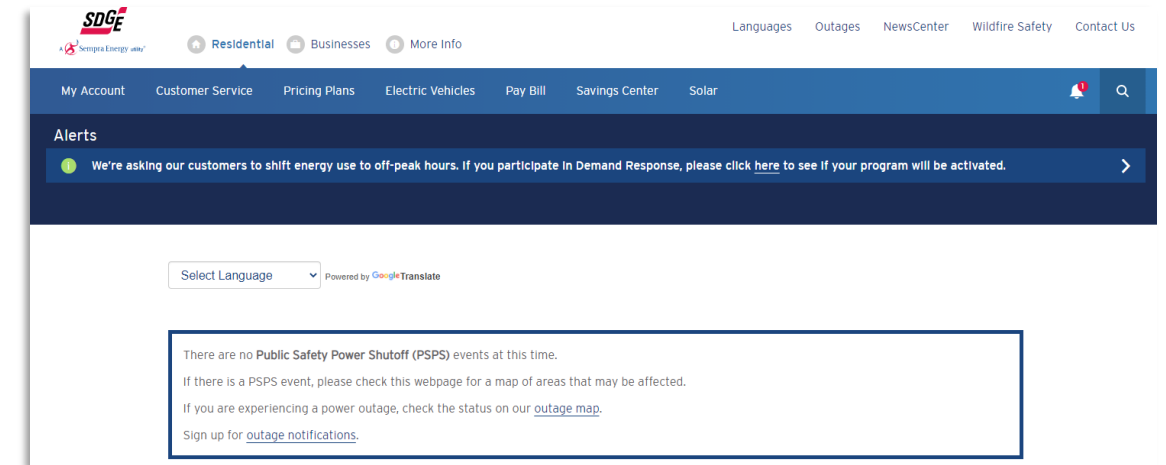 SDGE
A Sempra Energy utility®
Residential
Businesses
More Info
Languages Outages NewsCenter Wildfire Safety Contact Us
My Account Customer Service Pricing Plans Electric Vehicles Pay Bill Savings Center Solar
1
Alerts
We're asking our customers to shift energy use to off-peak hours. If you participate in Demand Response, please click here to see if your program will be activated.
Select Language Powered by Google Translate
There are no Public Safety Power Shutoff (PSPS) events at this time.
If there is a PSPS event, please check this webpage for a map of areas that may be affected.
If you are experiencing a power outage, check the status on our outage map.
Sign up for outage notifications.